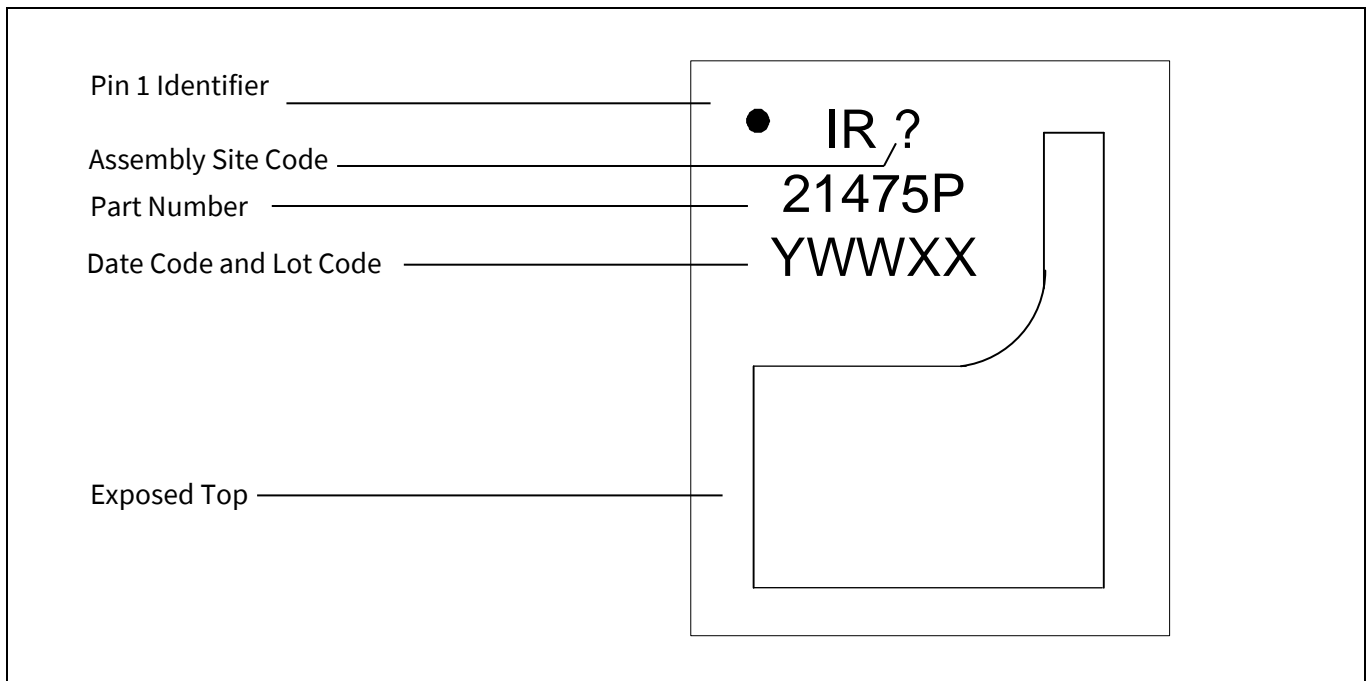 Pin 1 Identifier
IR ?
Assembly Site Code
21475P
Part Number
YWWXX
Date Code and Lot Code
Exposed Top